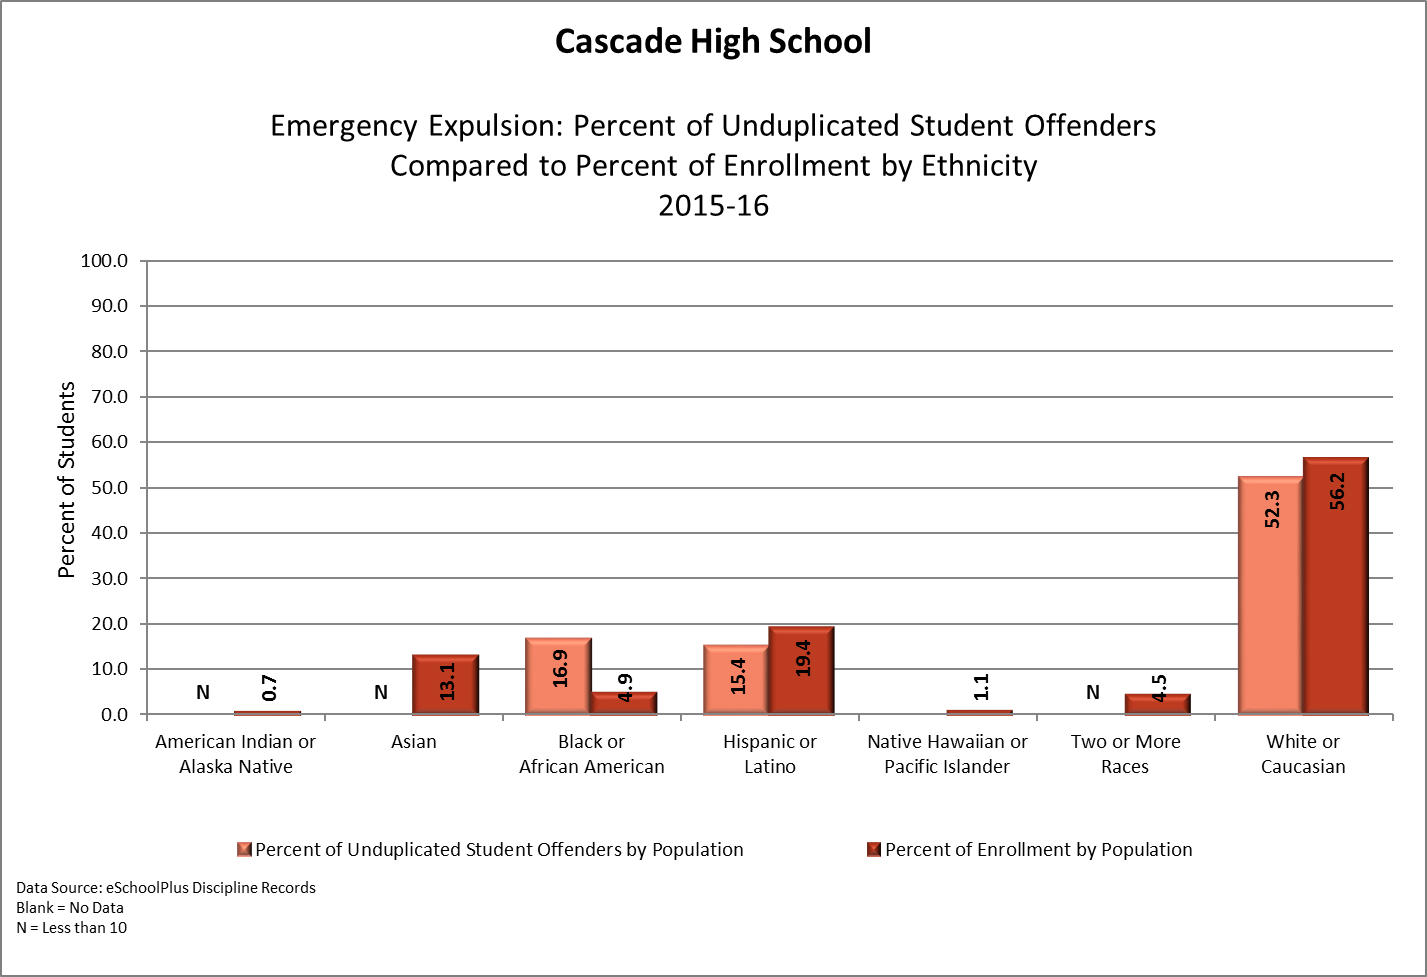 Cascade High School
Emergency Expulsion: Percent of Unduplicated Student Offenders
Compared to Percent of Enrollment by Ethnicity
2015-16
Percent of Students
100.0
90.0
80.0
70.0
60.0
50.0
40.0
30.0
20.0
10.0
0.0
N
0.7
N
13.1
16.9
4.9
15.4
19.4
1.1
N
4.5
52.3
56.2
American Indian or
Alaska Native
Asian
Black or
African American
Hispanic or
Latino
Native Hawaiian or
Pacific Islander
Two or More
Races
White or
Caucasian
Percent of Unduplicated Student Offenders by Population
Percent of Enrollment by Population
Data Source: eSchoolPlus Discipline Records
Blank = No Data
N = Less than 10